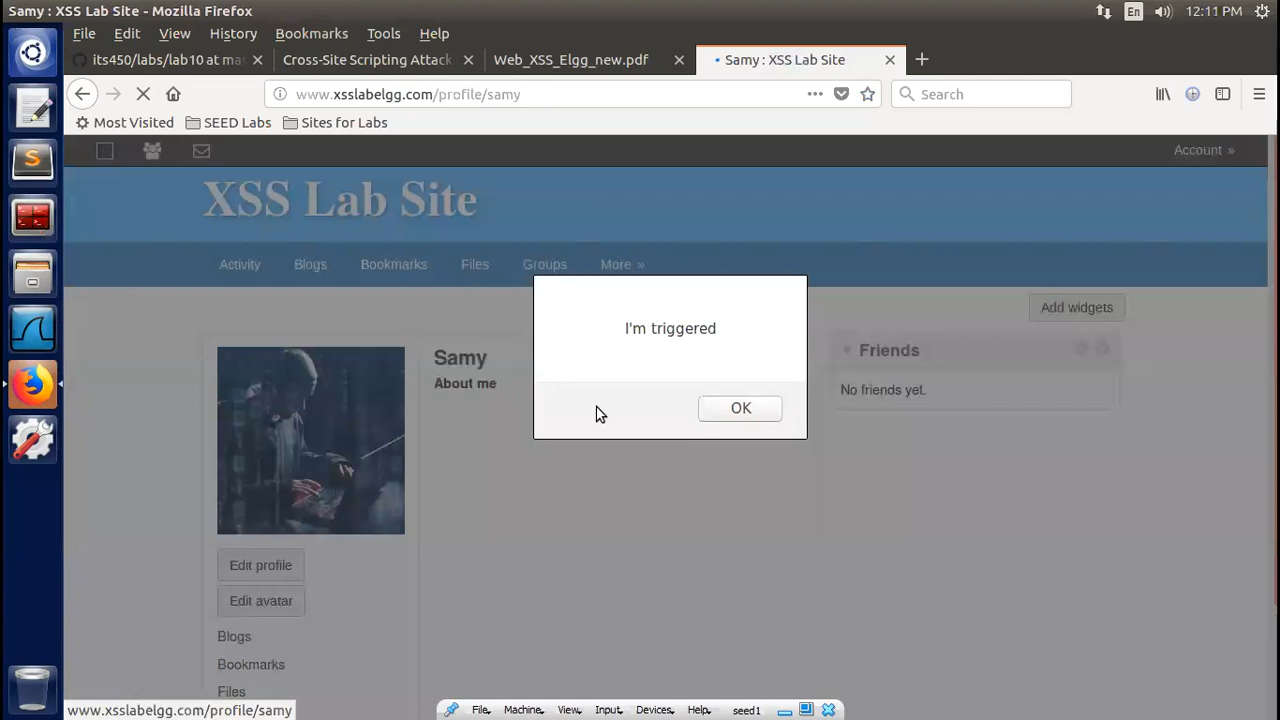 Samy : XSS Lab Site - Mozilla Firefox
En
12:11 PM
File Edit View History Bookmarks Tools Help
its450/labs/lab10 at ma
Cross-Site Scripting Attack
Web_XSS_Elgg_new.pdf
Samy : XSS Lab Site
www.xsslabelgg.com/profile/samy
Search
Most Visited SEED Labs Sites for Labs
Account »
XSS Lab Site
Activity Blogs Bookmarks Files Groups More »
Add widgets
I'm triggered
OK
Samy
About me
Friends
No friends yet.
Edit profile
Edit avatar
Blogs
Bookmarks
Files
www.xsslabelgg.com/profile/samy
File Machine View Input Devices Help seed1